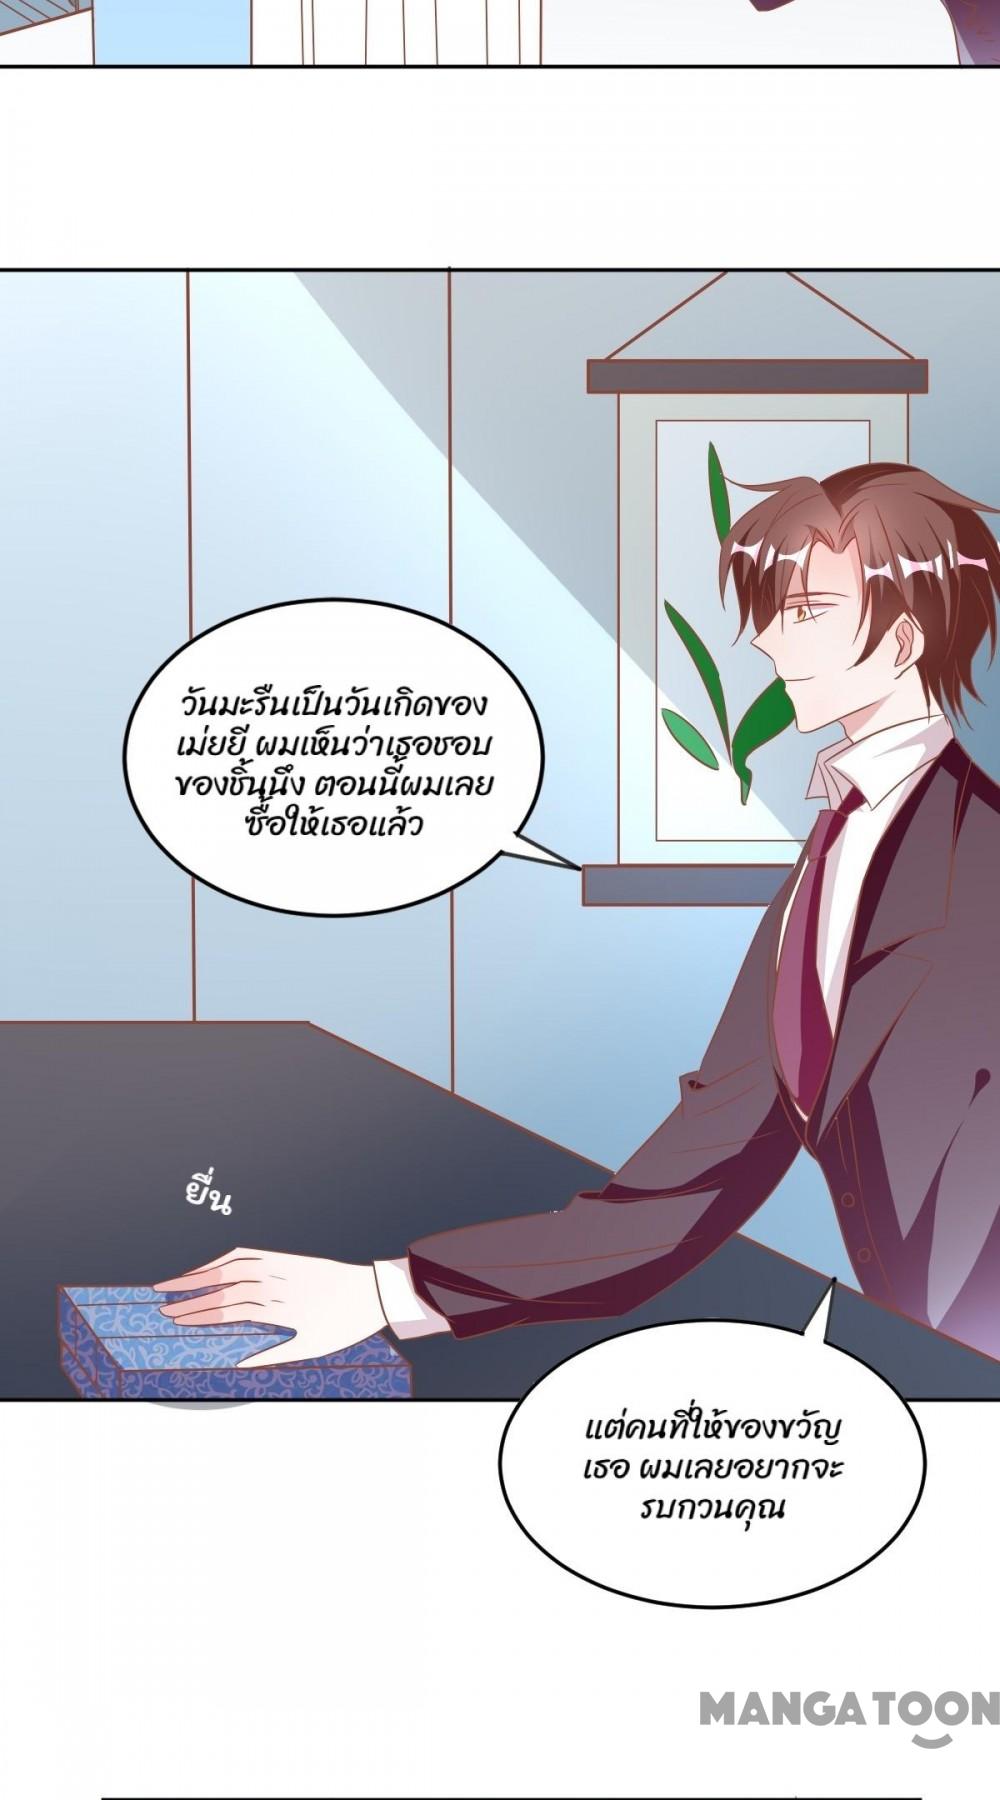 วันมะรืนเป็นวันเกิดของ
เม่ยยี ผมเห็นว่าเธอชอบ
ของชิ้นนึง ตอนนี้ผมเลย
ซื้อให้เธอแล้ว
ยื่น
แต่คนที่ให้ของขวัญ
เธอ ผมเลยอยากจะ
รบกวนคุณ
MANGATOON